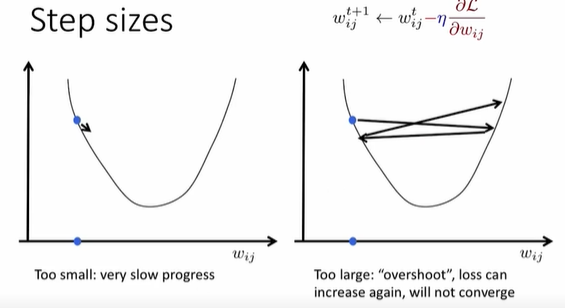 Step sizes
w_{ij}^{t+1} ← w_{ij}^{t} −η ∂ℒ/∂w_{ij}
w_{ij}
w_{ij}
Too small: very slow progress
Too large: “overshoot”, loss can
increase again, will not converge